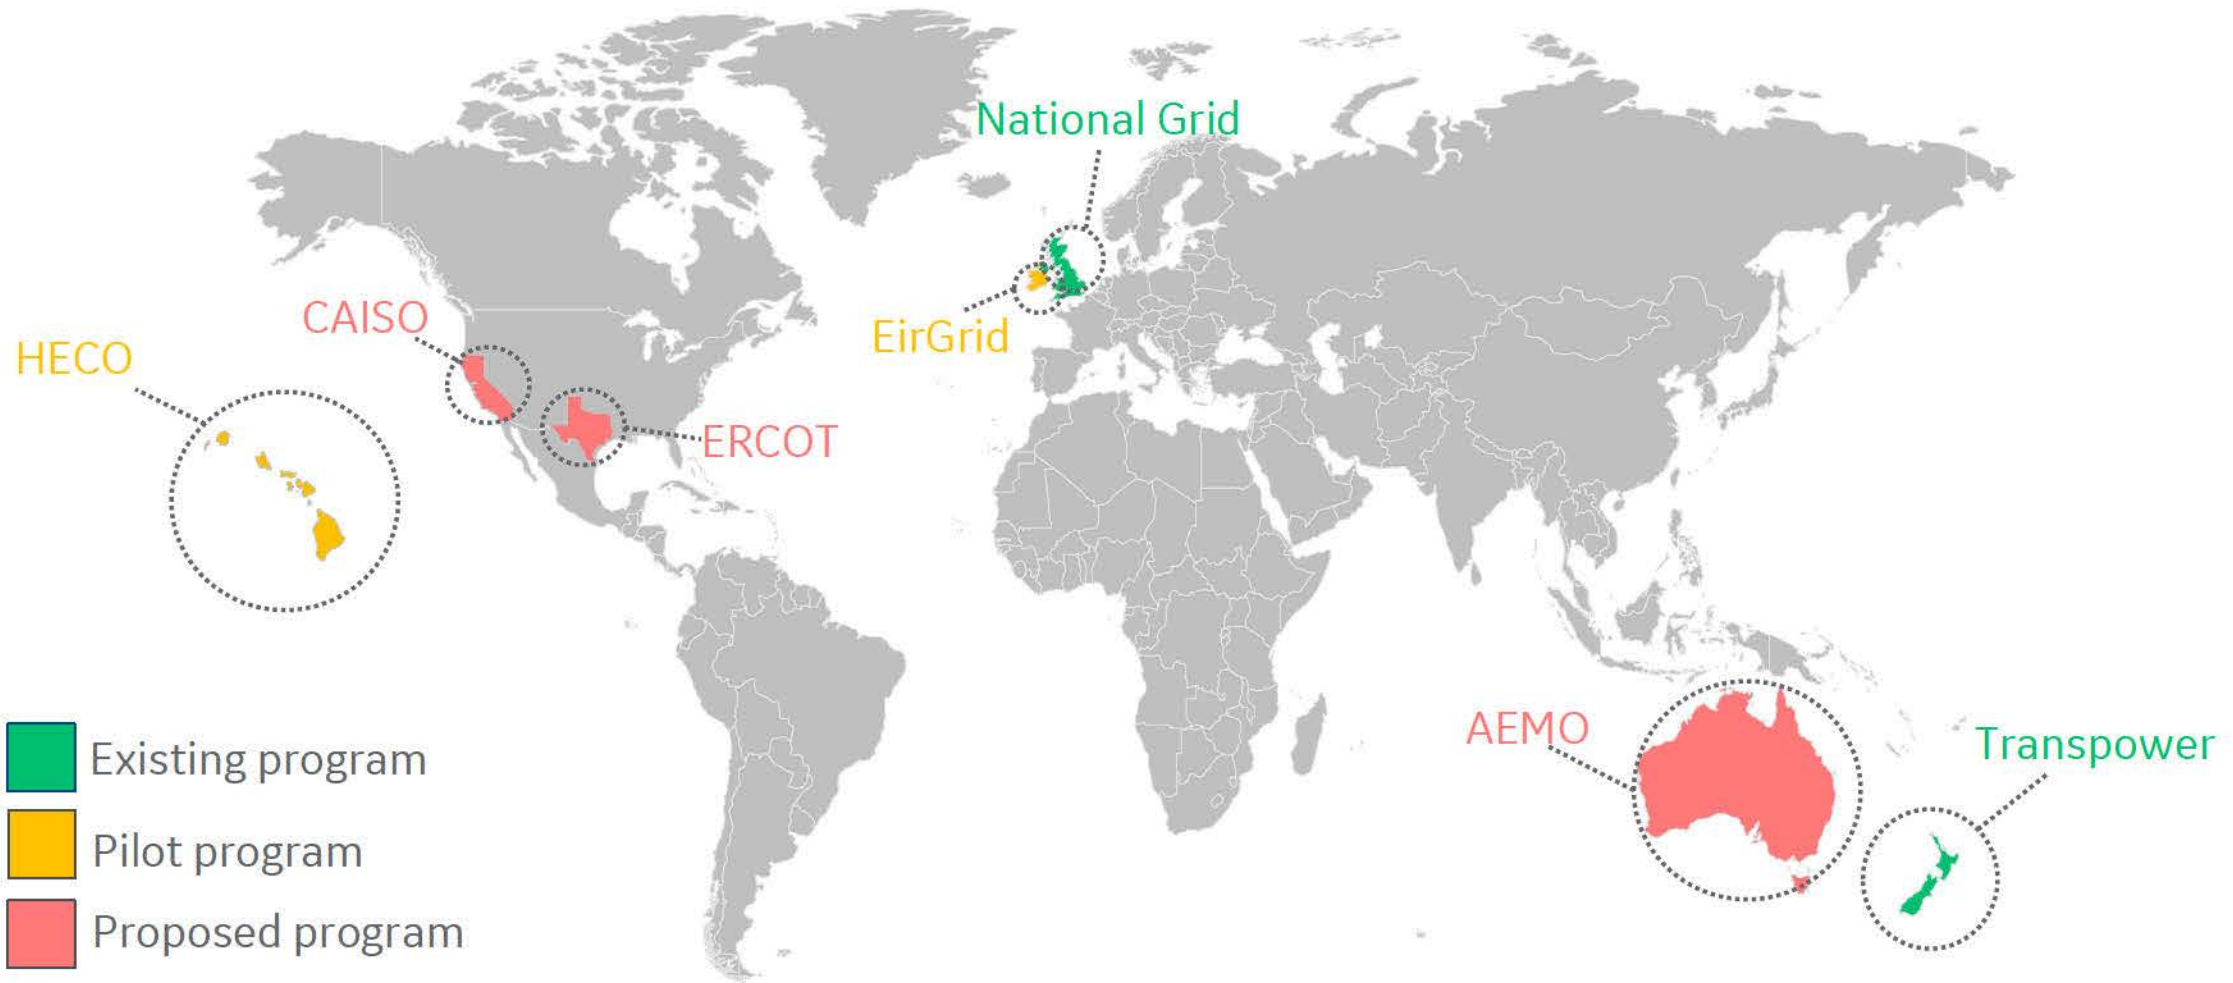 National Grid
CAISO
EirGrid
HECO
ERCOT
AEMO
Transpower
Existing program
Pilot program
Proposed program